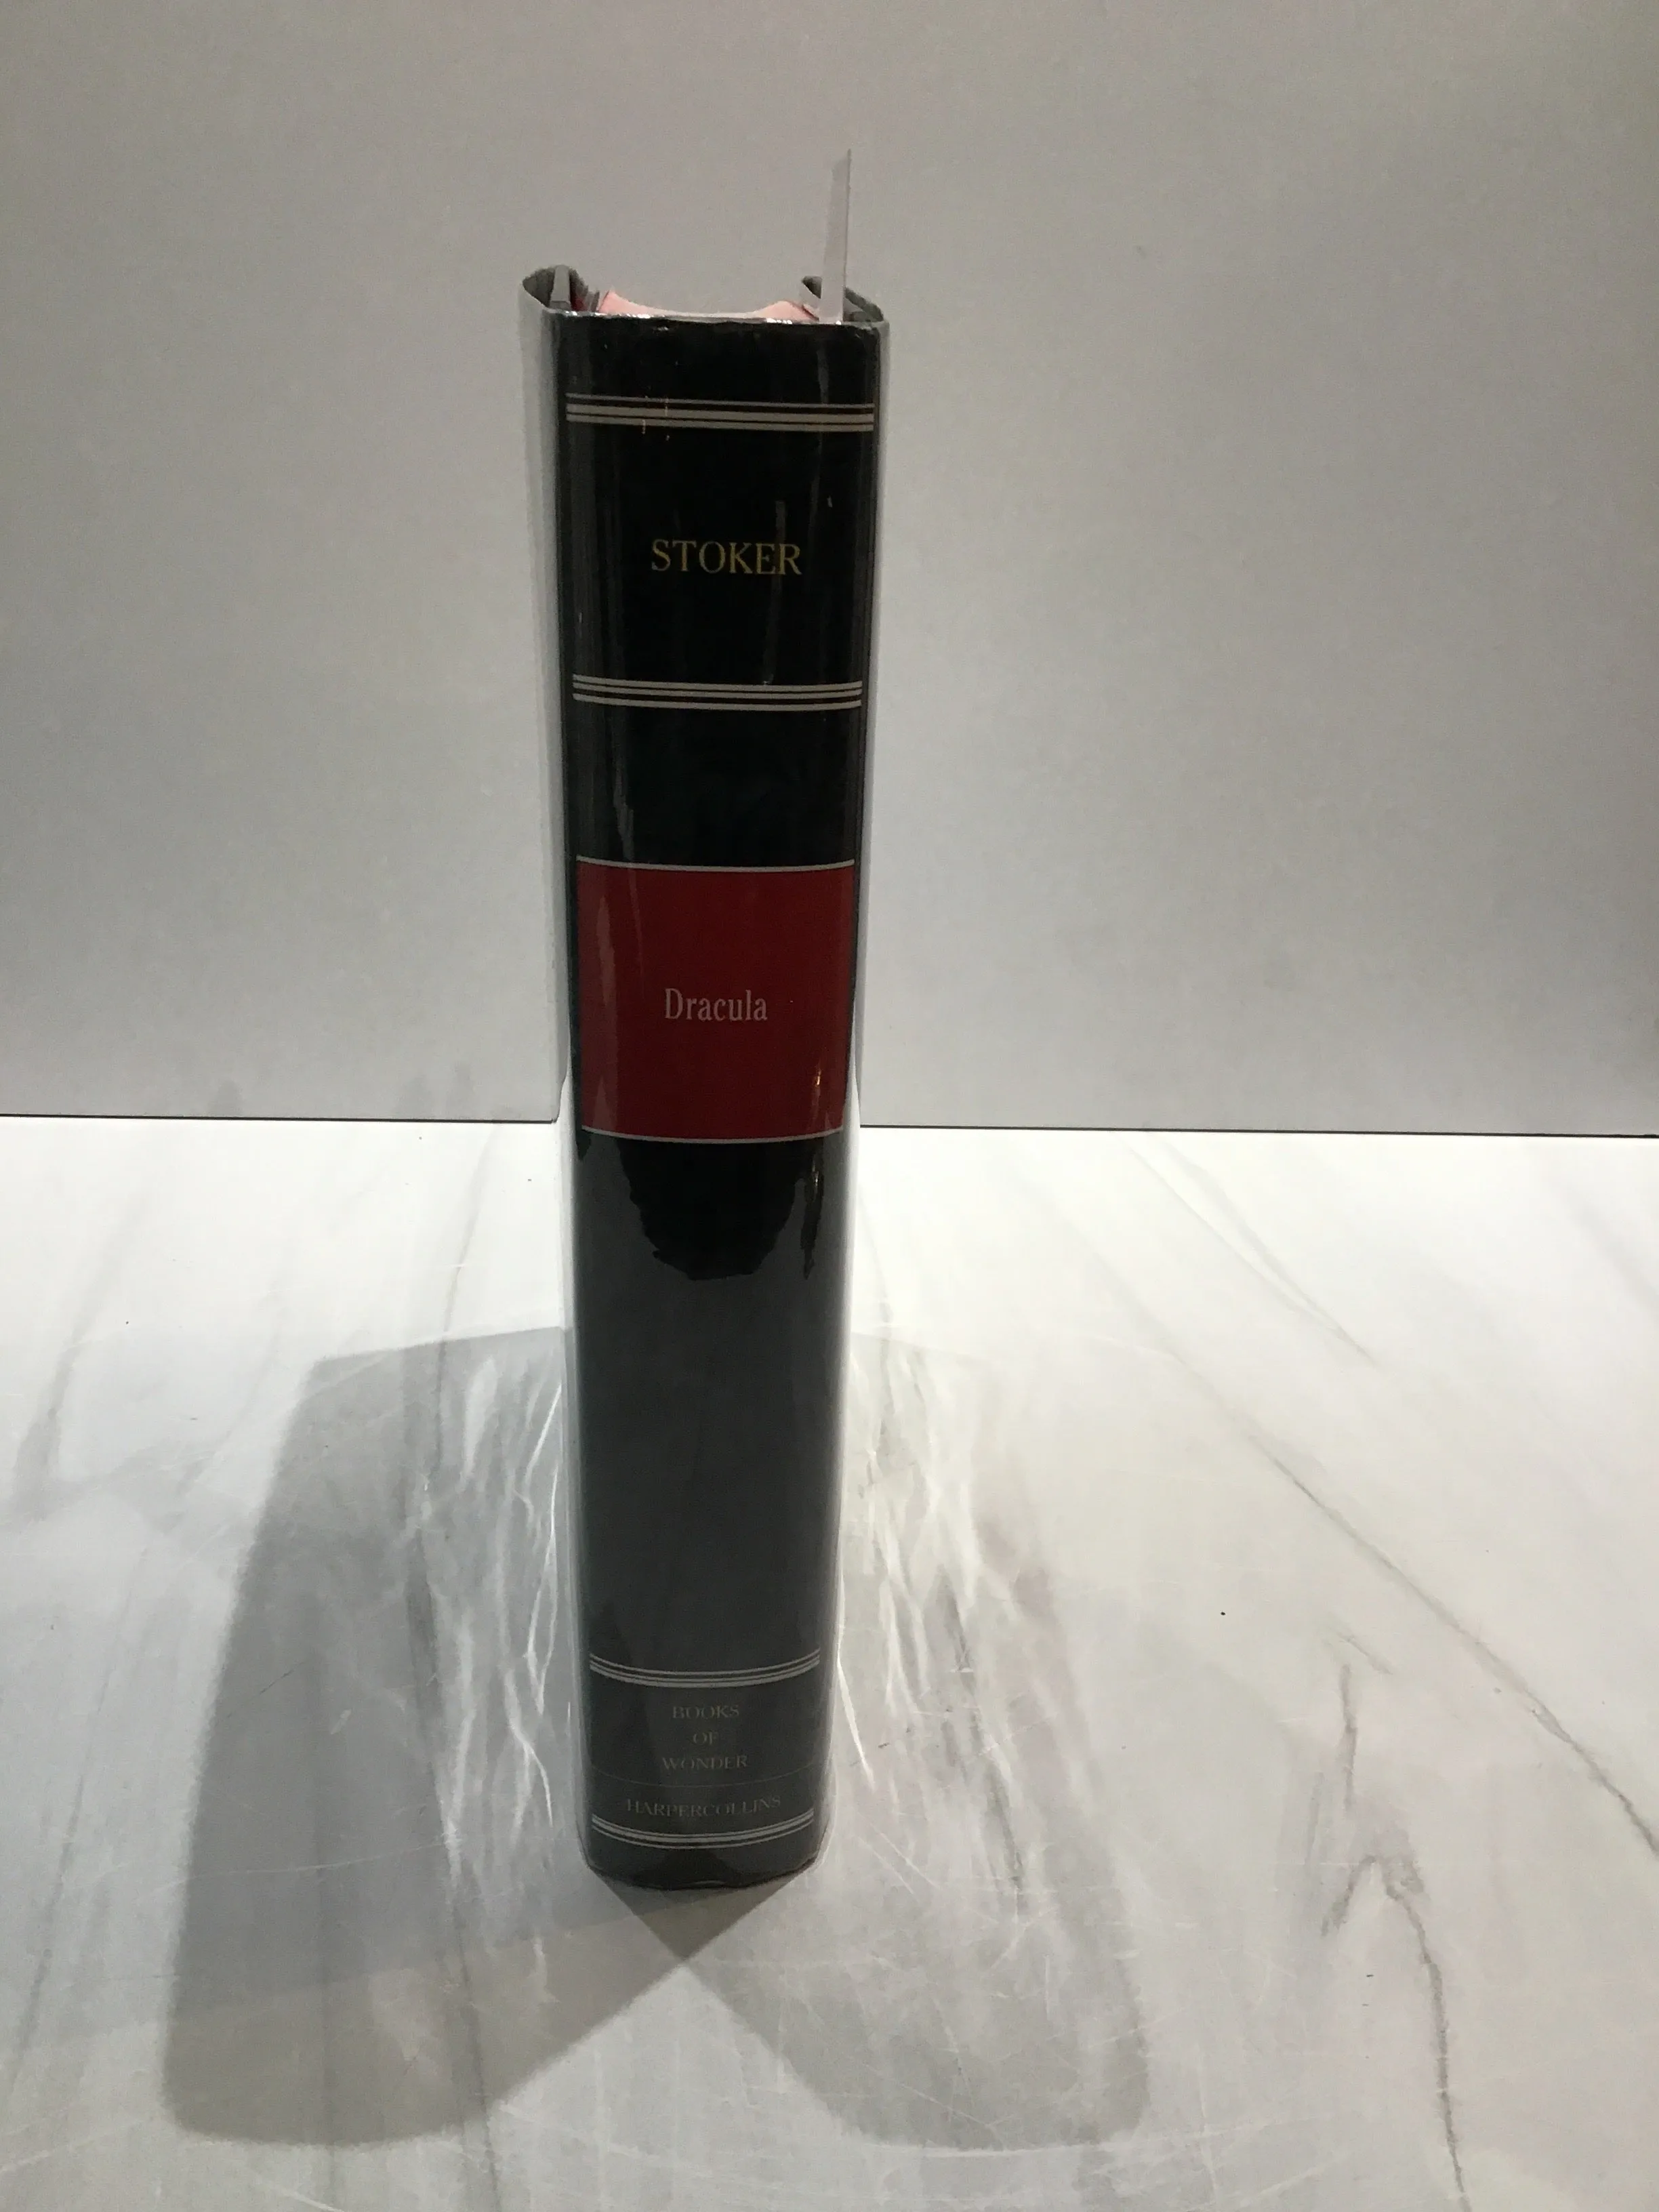 STOKER
Dracula
BOOKS
OF
WONDER
HARPERCOLLINS